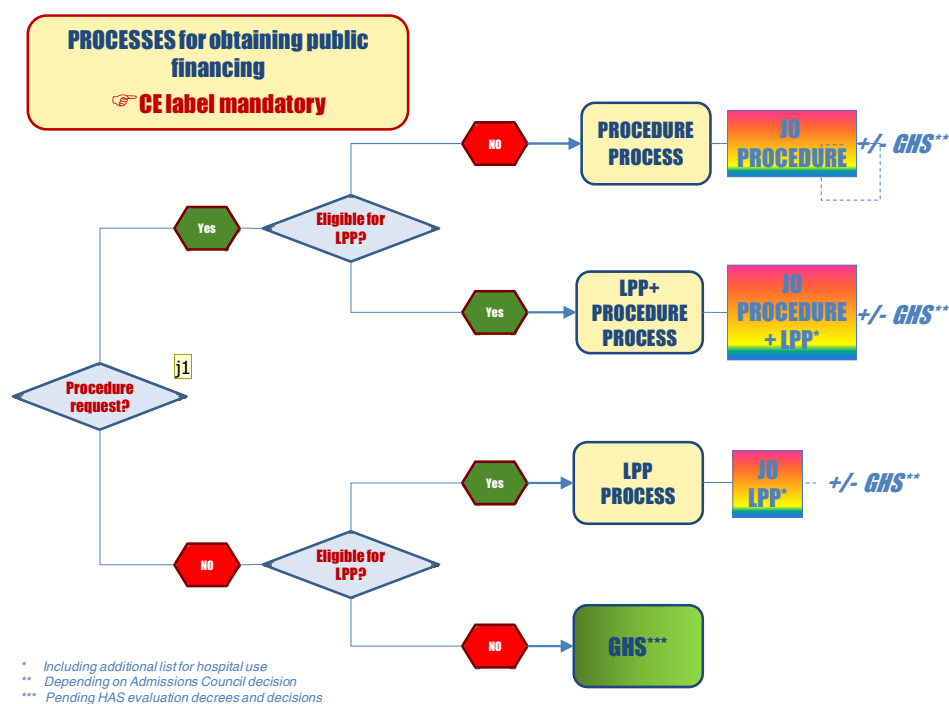 PROCESSES for obtaining public
financing
☞ CE label mandatory
NO
PROCEDURE
PROCESS
JO
PROCEDURE
+/- GHS**
Yes
Eligible for
LPP?
Yes
LPP+
PROCEDURE
PROCESS
JO
PROCEDURE
+ LPP*
+/- GHS**
j1
Procedure
request?
Yes
LPP
PROCESS
JO
LPP*
+/- GHS**
NO
Eligible for
LPP?
NO
GHS***
* Including additional list for hospital use
** Depending on Admissions Council decision
*** Pending HAS evaluation decrees and decisions